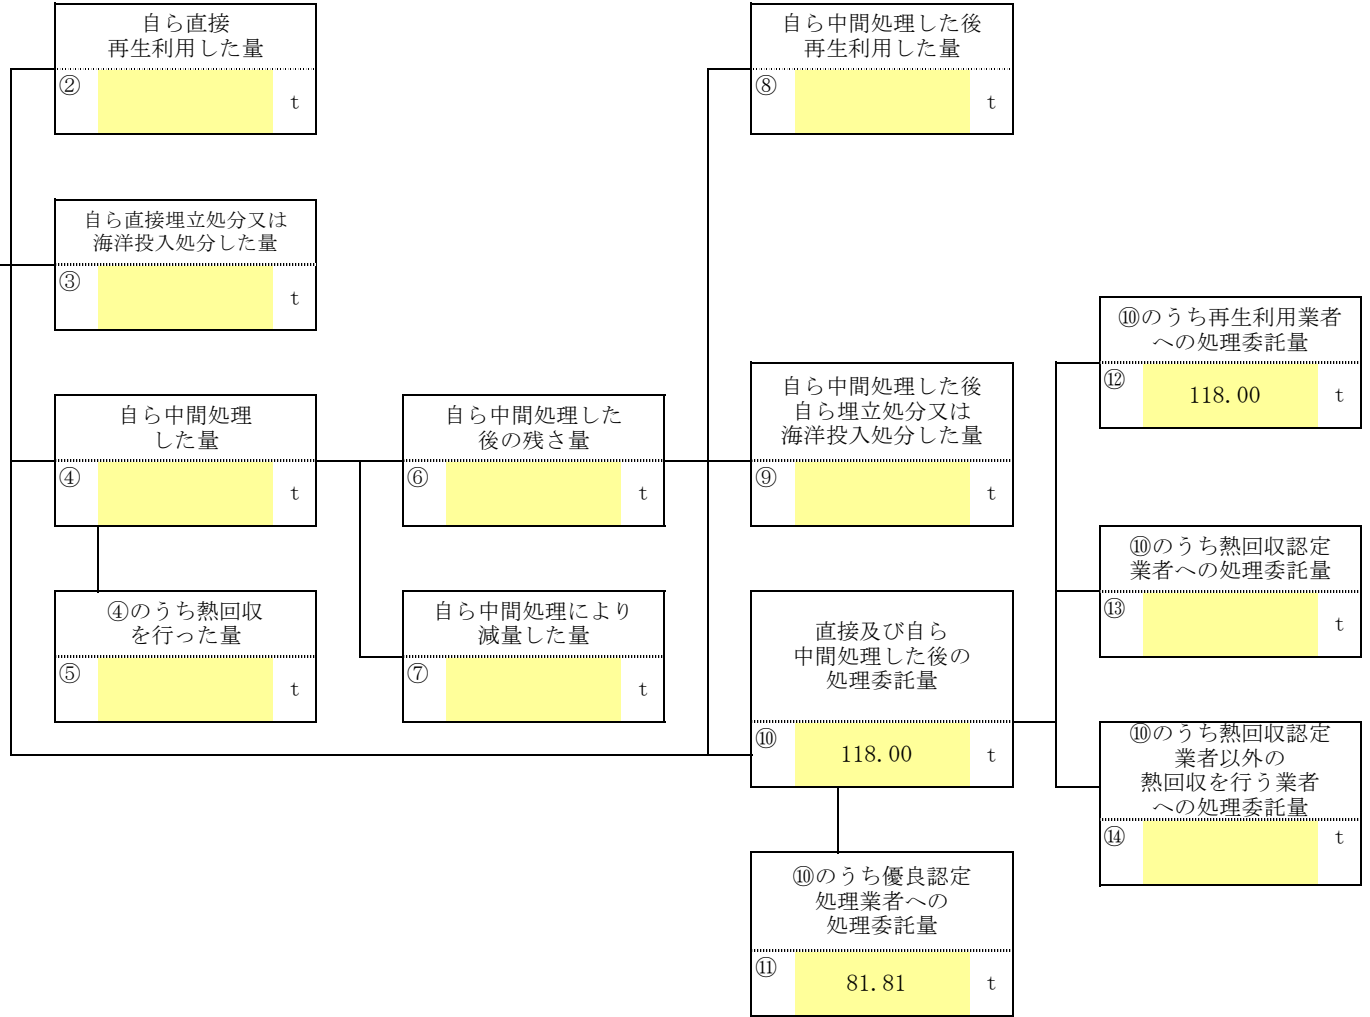 自ら直接
再生利用した量
②
t
自ら中間処理した後
再生利用した量
⑧
t
自ら直接埋立処分又は
海洋投入処分した量
③
t
⑩のうち再生利用業者
への処理委託量
⑫
118.00 t
自ら中間処理
した量
④
t
自ら中間処理した
後の残さ量
⑥
t
自ら中間処理した後
自ら埋立処分又は
海洋投入処分した量
⑨
t
⑩のうち熱回収認定
業者への処理委託量
⑬
t
④のうち熱回収
を行った量
⑤
t
自ら中間処理により
減量した量
⑦
t
直接及び自ら
中間処理した後の
処理委託量
⑩
118.00 t
⑩のうち熱回収認定
業者以外の
熱回収を行う業者
への処理委託量
⑭
t
⑩のうち優良認定
処理業者への
処理委託量
⑪
81.81 t